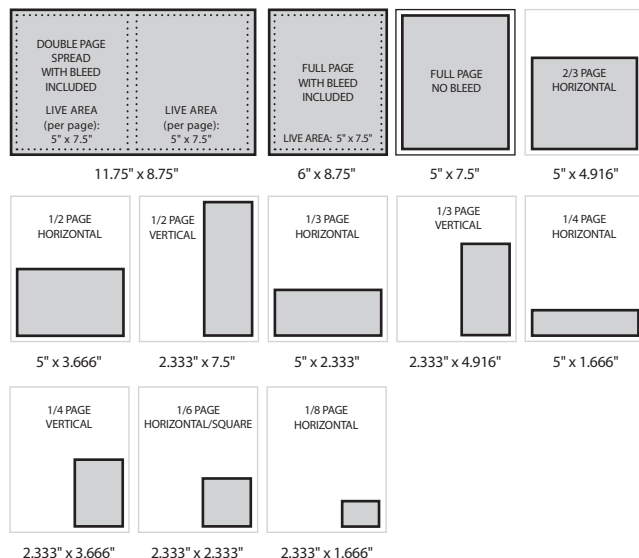 DOUBLE PAGE
SPREAD
WITH BLEED
INCLUDED
LIVE AREA
(per page):
5" x 7.5"
LIVE AREA
(per page):
5" x 7.5"
11.75" x 8.75"
FULL PAGE
WITH BLEED
INCLUDED
LIVE AREA: 5" x 7.5"
6" x 8.75"
FULL PAGE
NO BLEED
5" x 7.5"
2/3 PAGE
HORIZONTAL
5" x 4.916"
1/2 PAGE
HORIZONTAL
5" x 3.666"
1/2 PAGE
VERTICAL
2.333" x 7.5"
1/3 PAGE
HORIZONTAL
5" x 2.333"
1/3 PAGE
VERTICAL
2.333" x 4.916"
1/4 PAGE
HORIZONTAL
5" x 1.666"
1/4 PAGE
VERTICAL
2.333" x 3.666"
1/6 PAGE
HORIZONTAL/SQUARE
2.333" x 2.333"
1/8 PAGE
HORIZONTAL
2.333" x 1.666"